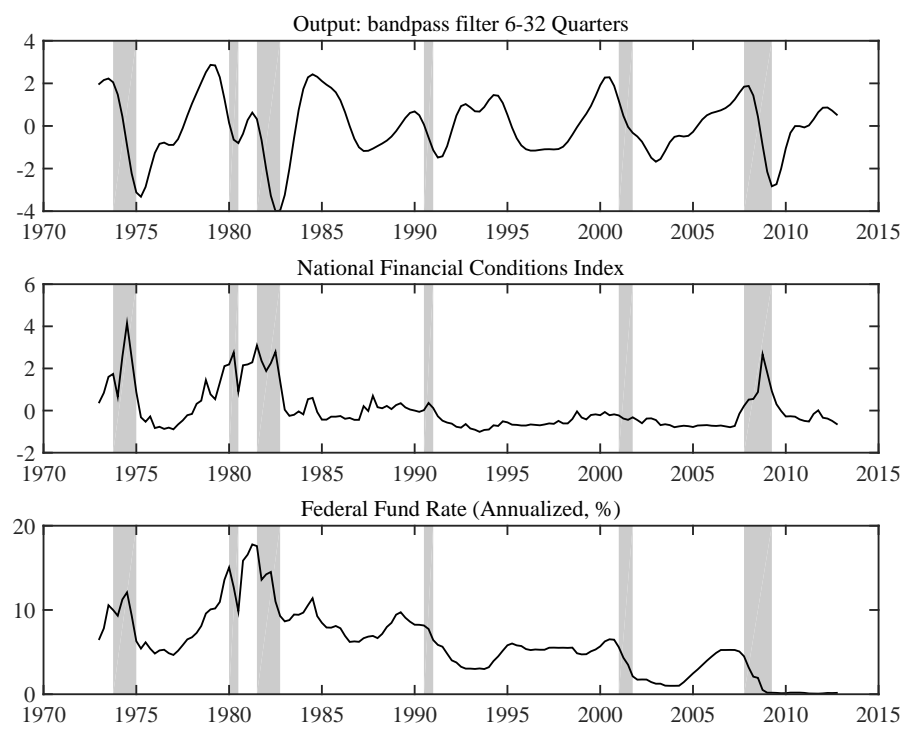 Output: bandpass filter 6-32 Quarters
4
2
0
-2
-4
1970 1975 1980 1985 1990 1995 2000 2005 2010 2015
National Financial Conditions Index
6
4
2
0
-2
1970 1975 1980 1985 1990 1995 2000 2005 2010 2015
Federal Fund Rate (Annualized, %)
20
10
0
1970 1975 1980 1985 1990 1995 2000 2005 2010 2015